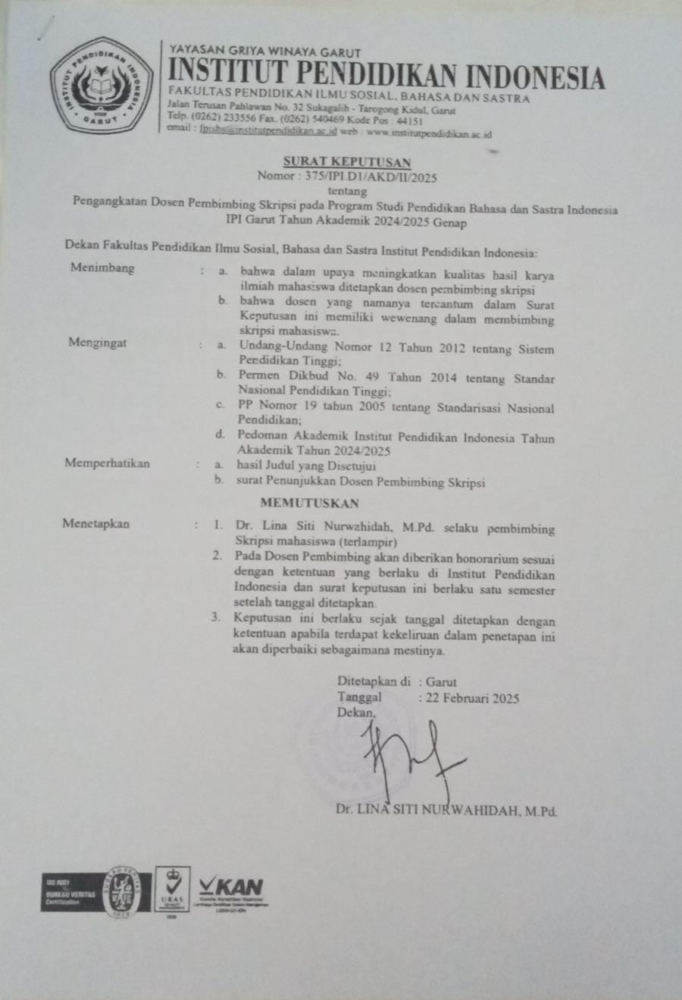 INSTITUT PENDIDIKAN INDONESIA
GARUT
YAYASAN GRIYA WINAYA GARUT
INSTITUT PENDIDIKAN INDONESIA
FAKULTAS PENDIDIKAN ILMU SOSIAL, BAHASA DAN SASTRA
Jalan Terusan Pahlawan No. 32 Sukagalih - Tarogong Kidul, Garut
Telp. (0262) 233556 Fax. (0262) 540469 Kode Pos : 44151
email : fpisbs@institutpendidikan.ac.id web : www.institutpendidikan.ac.id
SURAT KEPUTUSAN
Nomor : 375/IPI.D1/AKD/II/2025
tentang
Pengangkatan Dosen Pembimbing Skripsi pada Program Studi Pendidikan Bahasa dan Sastra Indonesia
IPI Garut Tahun Akademik 2024/2025 Genap
Dekan Fakultas Pendidikan Ilmu Sosial, Bahasa dan Sastra Institut Pendidikan Indonesia:
Menimbang : a. bahwa dalam upaya meningkatkan kualitas hasil karya
ilmiah mahasiswa ditetapkan dosen pembimbing skripsi
b. bahwa dosen yang namanya tercantum dalam Surat
Keputusan ini memiliki wewenang dalam membimbing
skripsi mahasiswa.
Mengingat : a. Undang-Undang Nomor 12 Tahun 2012 tentang Sistem
Pendidikan Tinggi;
b. Permen Dikbud No. 49 Tahun 2014 tentang Standar
Nasional Pendidikan Tinggi;
c. PP Nomor 19 tahun 2005 tentang Standarisasi Nasional
Pendidikan;
d. Pedoman Akademik Institut Pendidikan Indonesia Tahun
Akademik Tahun 2024/2025
Memperhatikan : a. hasil Judul yang Disetujui
b. surat Penunjukkan Dosen Pembimbing Skripsi
MEMUTUSKAN
Menetapkan : 1. Dr. Lina Siti Nurwahidah, M.Pd. selaku pembimbing
Skripsi mahasiswa (terlampir)
2. Pada Dosen Pembimbing akan diberikan honorarium sesuai
dengan ketentuan yang berlaku di Institut Pendidikan
Indonesia dan surat keputusan ini berlaku satu semester
setelah tanggal ditetapkan.
3. Keputusan ini berlaku sejak tanggal ditetapkan dengan
ketentuan apabila terdapat kekeliruan dalam penetapan ini
akan diperbaiki sebagaimana mestinya.
Ditetapkan di : Garut
Tanggal : 22 Februari 2025
Dekan,
Dr. LINA SITI NURWAHIDAH, M.Pd.
ISO 9001
BUREAU VERITAS
Certification
BUREAU VERITAS
1828
UKAS
KAN
Komite Akreditasi Nasional